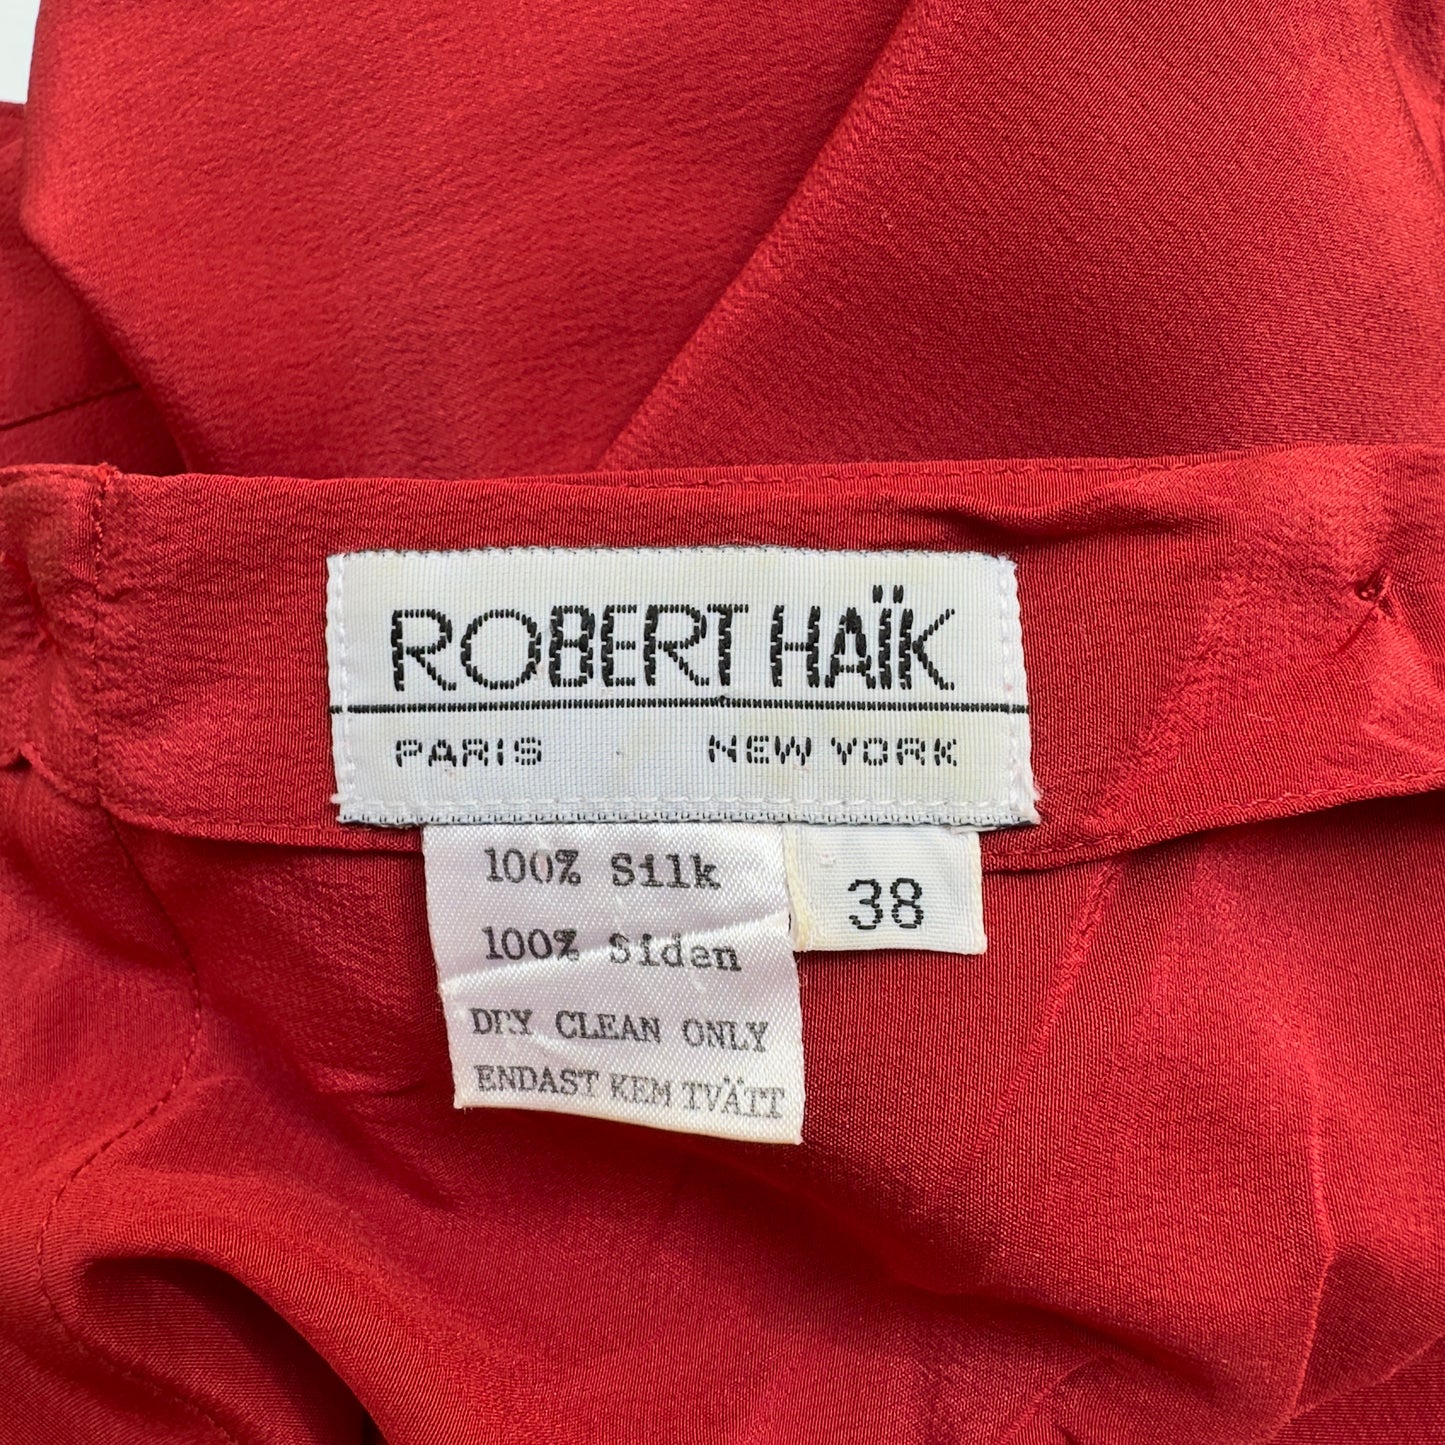 ROBERT HAÏK
PARIS NEW YORK
100% Silk
100% Siden
DRY CLEAN ONLY
ENDAST KEM TVÄTT
38